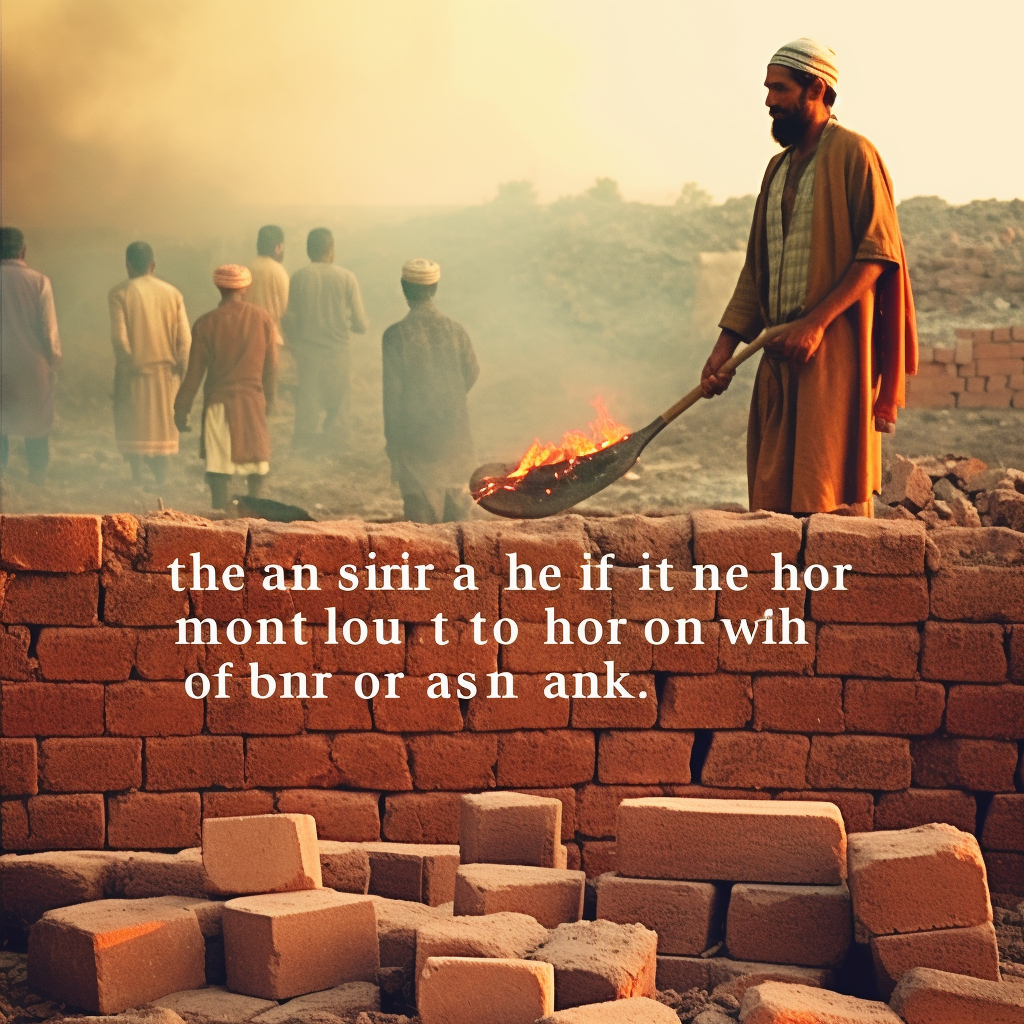 the an sirir a he if it ne hor
mont lou t to hor on wih
of bnr or asn ank.